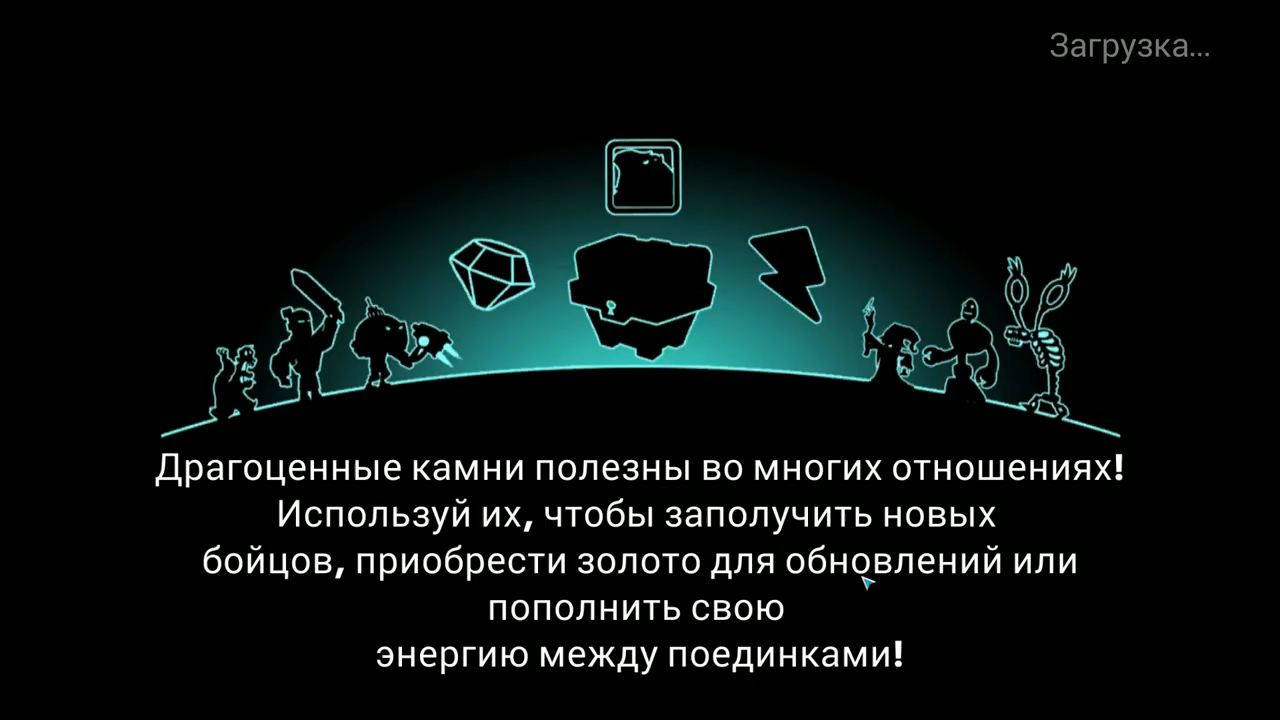 Загрузка...
Драгоценные камни полезны во многих отношениях!
Используй их, чтобы заполучить новых
бойцов, приобрести золото для обновлений или
пополнить свою
энергию между поединками!